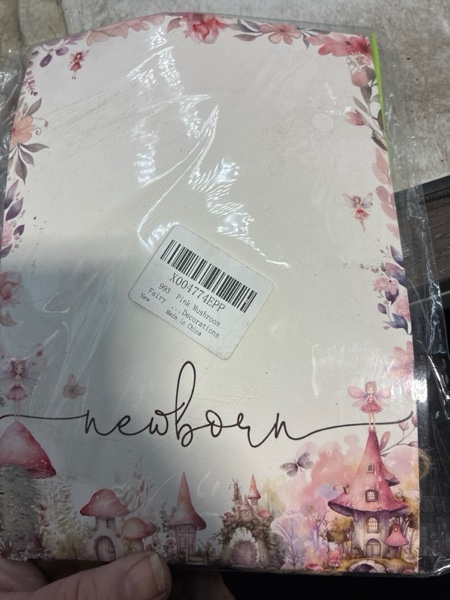 X004774EPP
993 Pink Mushroom
Fairy ...Decorations
New
Made in China
newborn